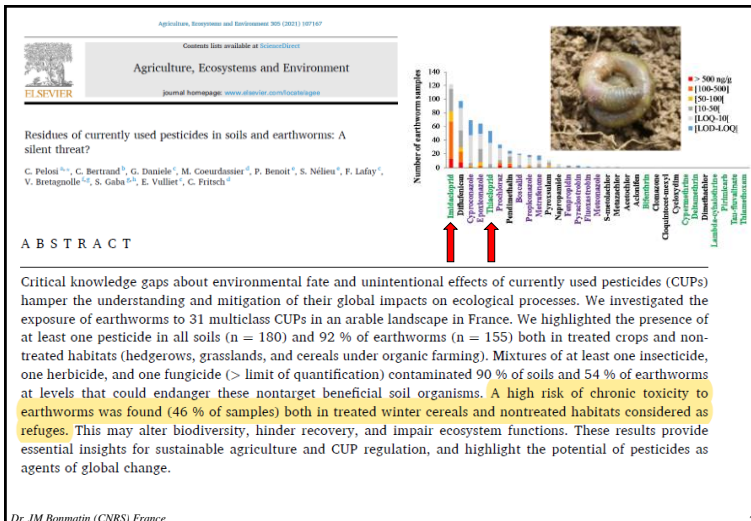 Agriculture, Ecosystems and Environment 305 (2021) 107167
Contents lists available at ScienceDirect
Agriculture, Ecosystems and Environment
journal homepage: www.elsevier.com/locate/agee
ELSEVIER
Residues of currently used pesticides in soils and earthworms: A
silent threat?
C. Pelosi a,*, C. Bertrand b, G. Daniele c, M. Coeurdassier d, P. Benoit e, S. Nélieu e, F. Lafay c,
V. Bretagnolle f,g, S. Gaba g,h, E. Vulliet c, C. Fritsch d
Number of earthworm samples
140
120
100
80
60
40
20
0
> 500 ng/g
[100-500]
[50-100[
[10-50[
[LOQ-10[
[LOD-LOQ[
Imidacloprid
Diflufenican
Cyproconazole
Epoxiconazole
Thiacloprid
Prochloraz
Pendimethalin
Boscalid
Propiconazole
Metrafenone
Pyroxsulam
Napropamide
Fenpropidin
Pyraclostrobin
Fluoxastrobin
Metconazole
S-metolachlor
Metazachlor
Acetochlor
Aclonifen
Bifenthrin
Clomazone
Cloquintocet-mexyl
Cycloxydim
Cypermethrine
Deltamethrin
Dimethachlor
Lambda-cyhalothrine
Pirimicarb
Tau-fluvalinate
Thiamethoxam
ABSTRACT
Critical knowledge gaps about environmental fate and unintentional effects of currently used pesticides (CUPs)
hamper the understanding and mitigation of their global impacts on ecological processes. We investigated the
exposure of earthworms to 31 multiclass CUPs in an arable landscape in France. We highlighted the presence of
at least one pesticide in all soils (n = 180) and 92 % of earthworms (n = 155) both in treated crops and non-
treated habitats (hedgerows, grasslands, and cereals under organic farming). Mixtures of at least one insecticide,
one herbicide, and one fungicide (> limit of quantification) contaminated 90 % of soils and 54 % of earthworms
at levels that could endanger these nontarget beneficial soil organisms. A high risk of chronic toxicity to
earthworms was found (46 % of samples) both in treated winter cereals and nontreated habitats considered as
refuges. This may alter biodiversity, hinder recovery, and impair ecosystem functions. These results provide
essential insights for sustainable agriculture and CUP regulation, and highlight the potential of pesticides as
agents of global change.
Dr. JM Bonmatin (CNRS) France